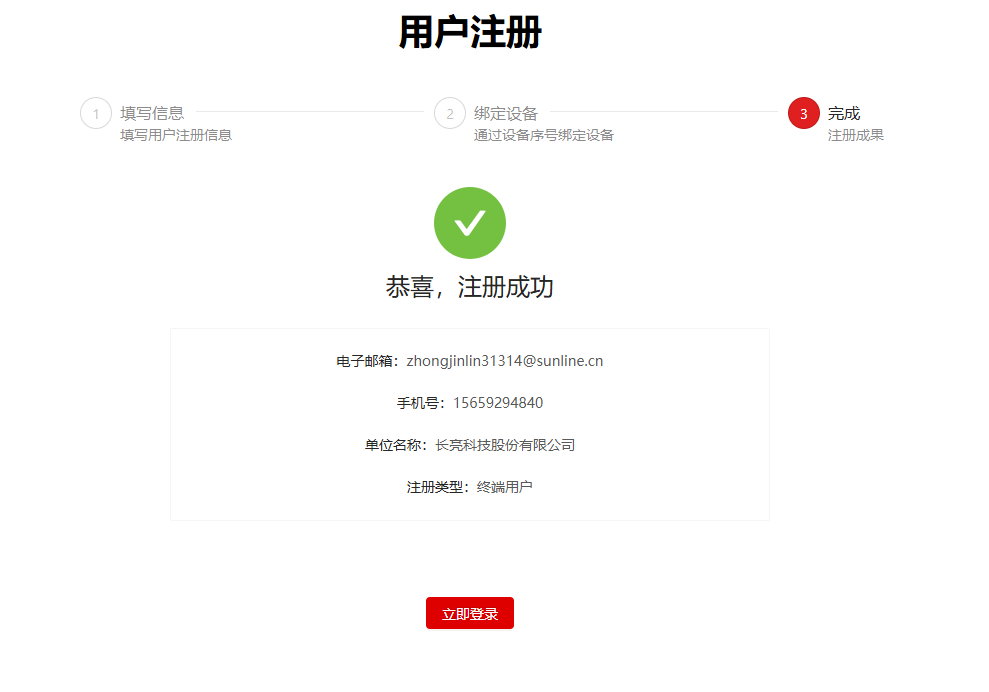 用户注册
1 填写信息 2 绑定设备 3 完成
填写用户注册信息 通过设备序号绑定设备 注册成果
恭喜，注册成功
电子邮箱：zhongjinlin31314@sunline.cn
手机号：15659294840
单位名称：长亮科技股份有限公司
注册类型：终端用户
立即登录